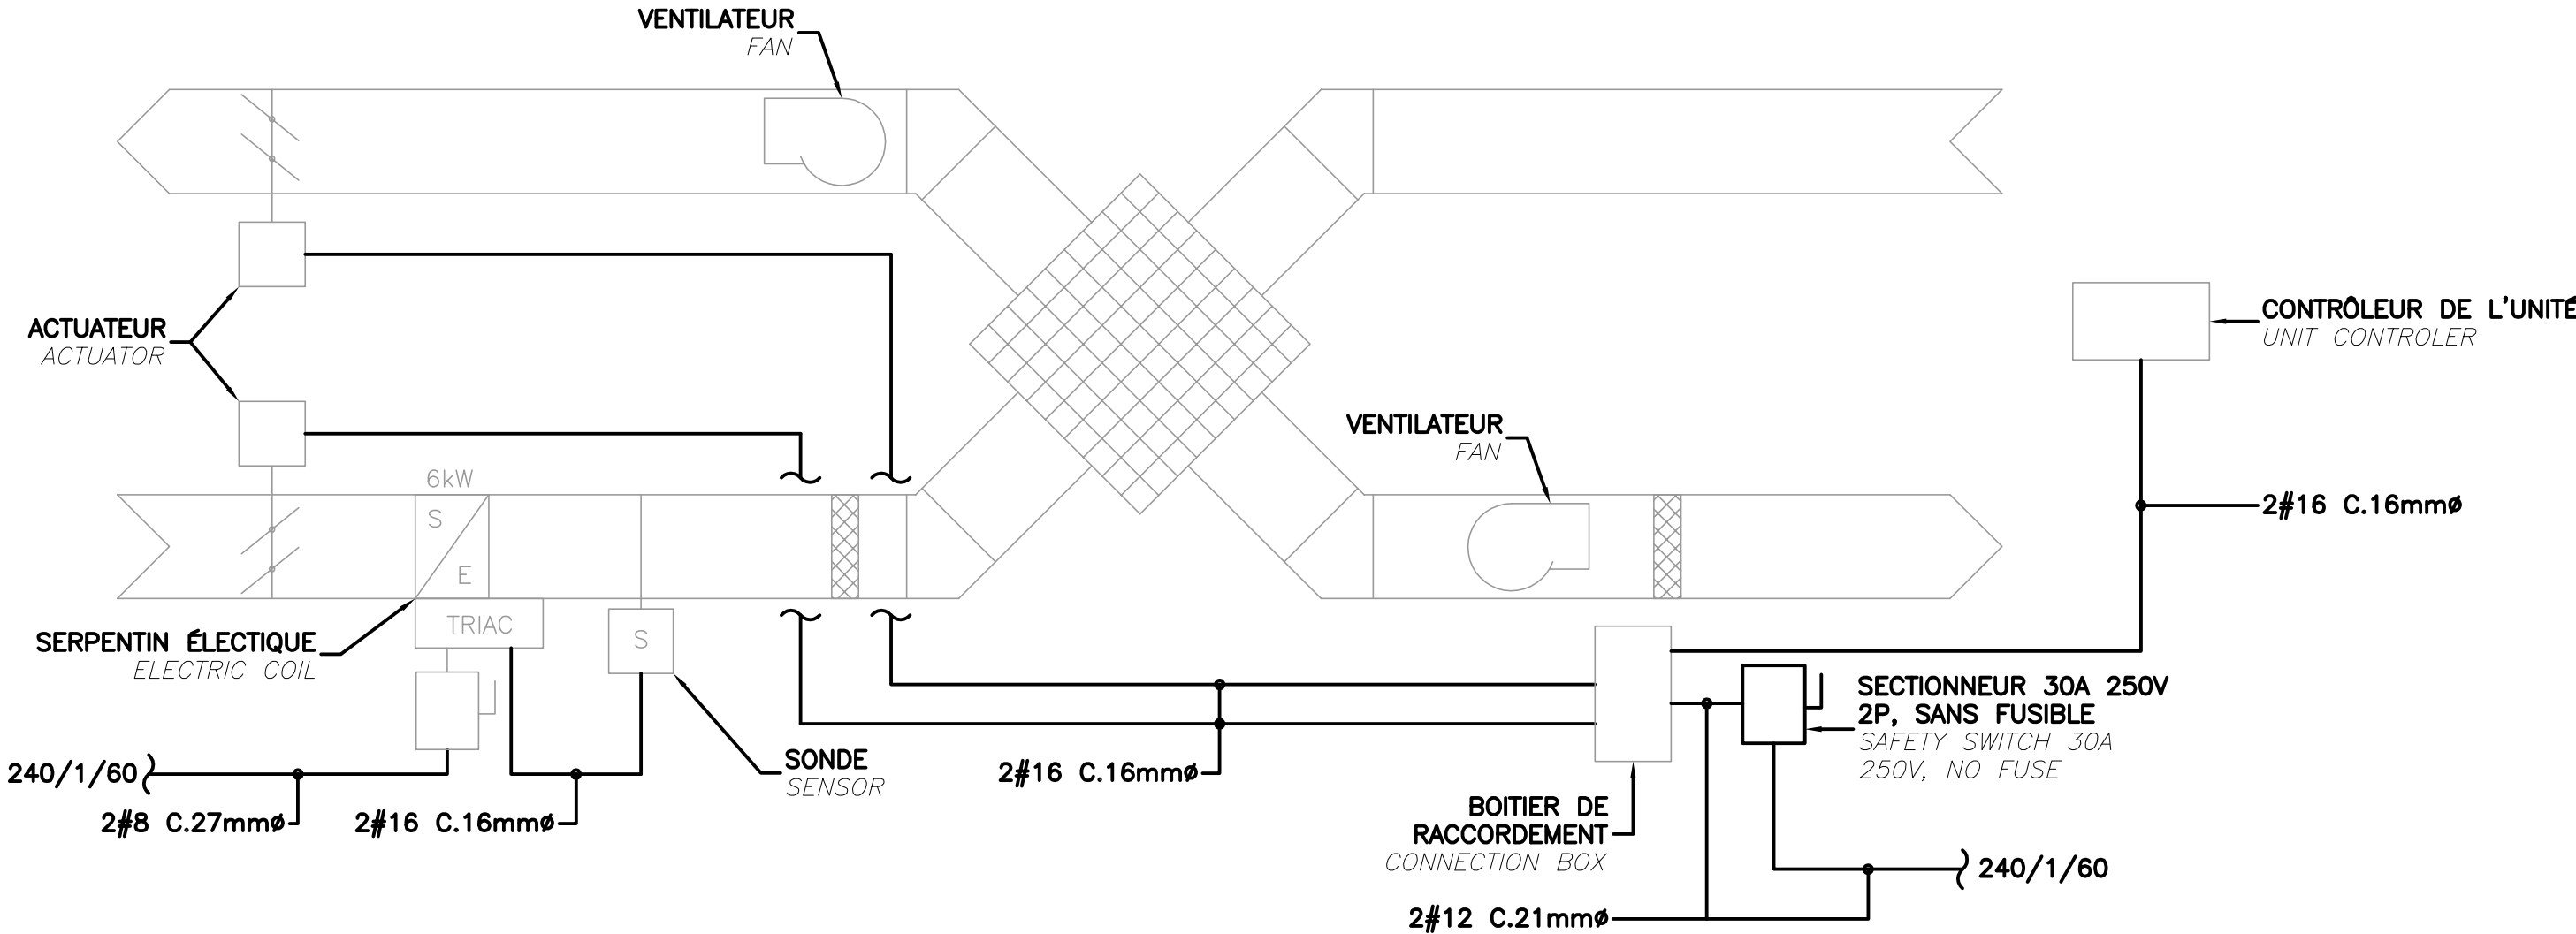 VENTILATEUR
FAN
ACTUATEUR
ACTUATOR
CONTRÔLEUR DE L'UNITÉ
UNIT CONTROLER
VENTILATEUR
FAN
6kW
S
E
2#16 C.16mmø
TRIAC
S
SERPENTIN ÉLECTIQUE
ELECTRIC COIL
SECTIONNEUR 30A 250V
2P, SANS FUSIBLE
SAFETY SWITCH 30A
250V, NO FUSE
240/1/60
2#8 C.27mmø
2#16 C.16mmø
SONDE
SENSOR
2#16 C.16mmø
BOITIER DE
RACCORDEMENT
CONNECTION BOX
240/1/60
2#12 C.21mmø